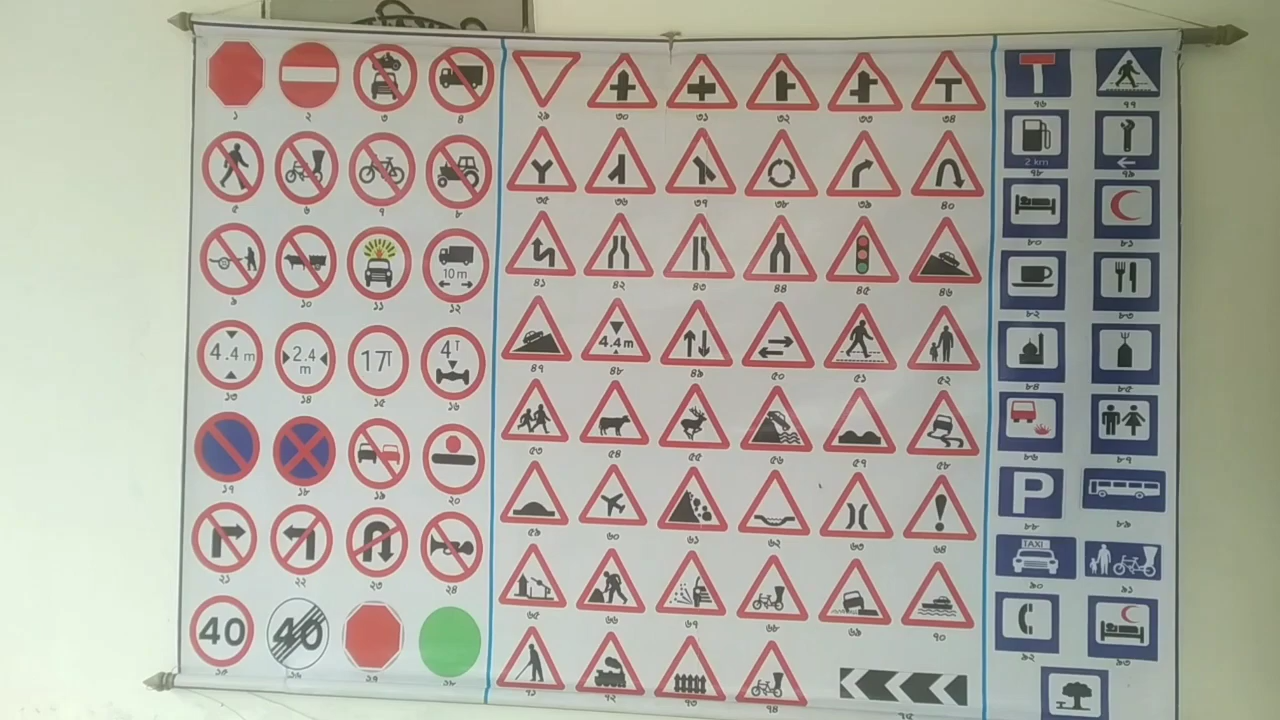 ১ ২ ৩ ৪
৫ ৬ ৭ ৮
৯ ১০ ১১ ১২
10 m
4.4 m 2.4 m 17T 4T
১৩ ১৪ ১৫ ১৬
১৭ ১৮ ১৯ ২০
২১ ২২ ২৩ ২৪
40 40
২৫ ২৬ ২৭ ২৮
২৯ ৩০ ৩১ ৩২ ৩৩ ৩৪
৩৫ ৩৬ ৩৭ ৩৮ ৩৯ ৪০
৪১ ৪২ ৪৩ ৪৪ ৪৫ ৪৬
4.4 m
৪৭ ৪৮ ৪৯ ৫০ ৫১ ৫২
৫৩ ৫৪ ৫৫ ৫৬ ৫৭ ৫৮
৫৯ ৬০ ৬১ ৬২ ৬৩ ৬৪
৬৫ ৬৬ ৬৭ ৬৮ ৬৯ ৭০
৭১ ৭২ ৭৩ ৭৪ ৭৫
৭৬ ৭৭
2 km
৭৮ ৭৯
৮০ ৮১
৮২ ৮৩
৮৪ ৮৫
৮৬ ৮৭
P
৮৮ ৮৯
TAXI
৯০ ৯১
৯২ ৯৩